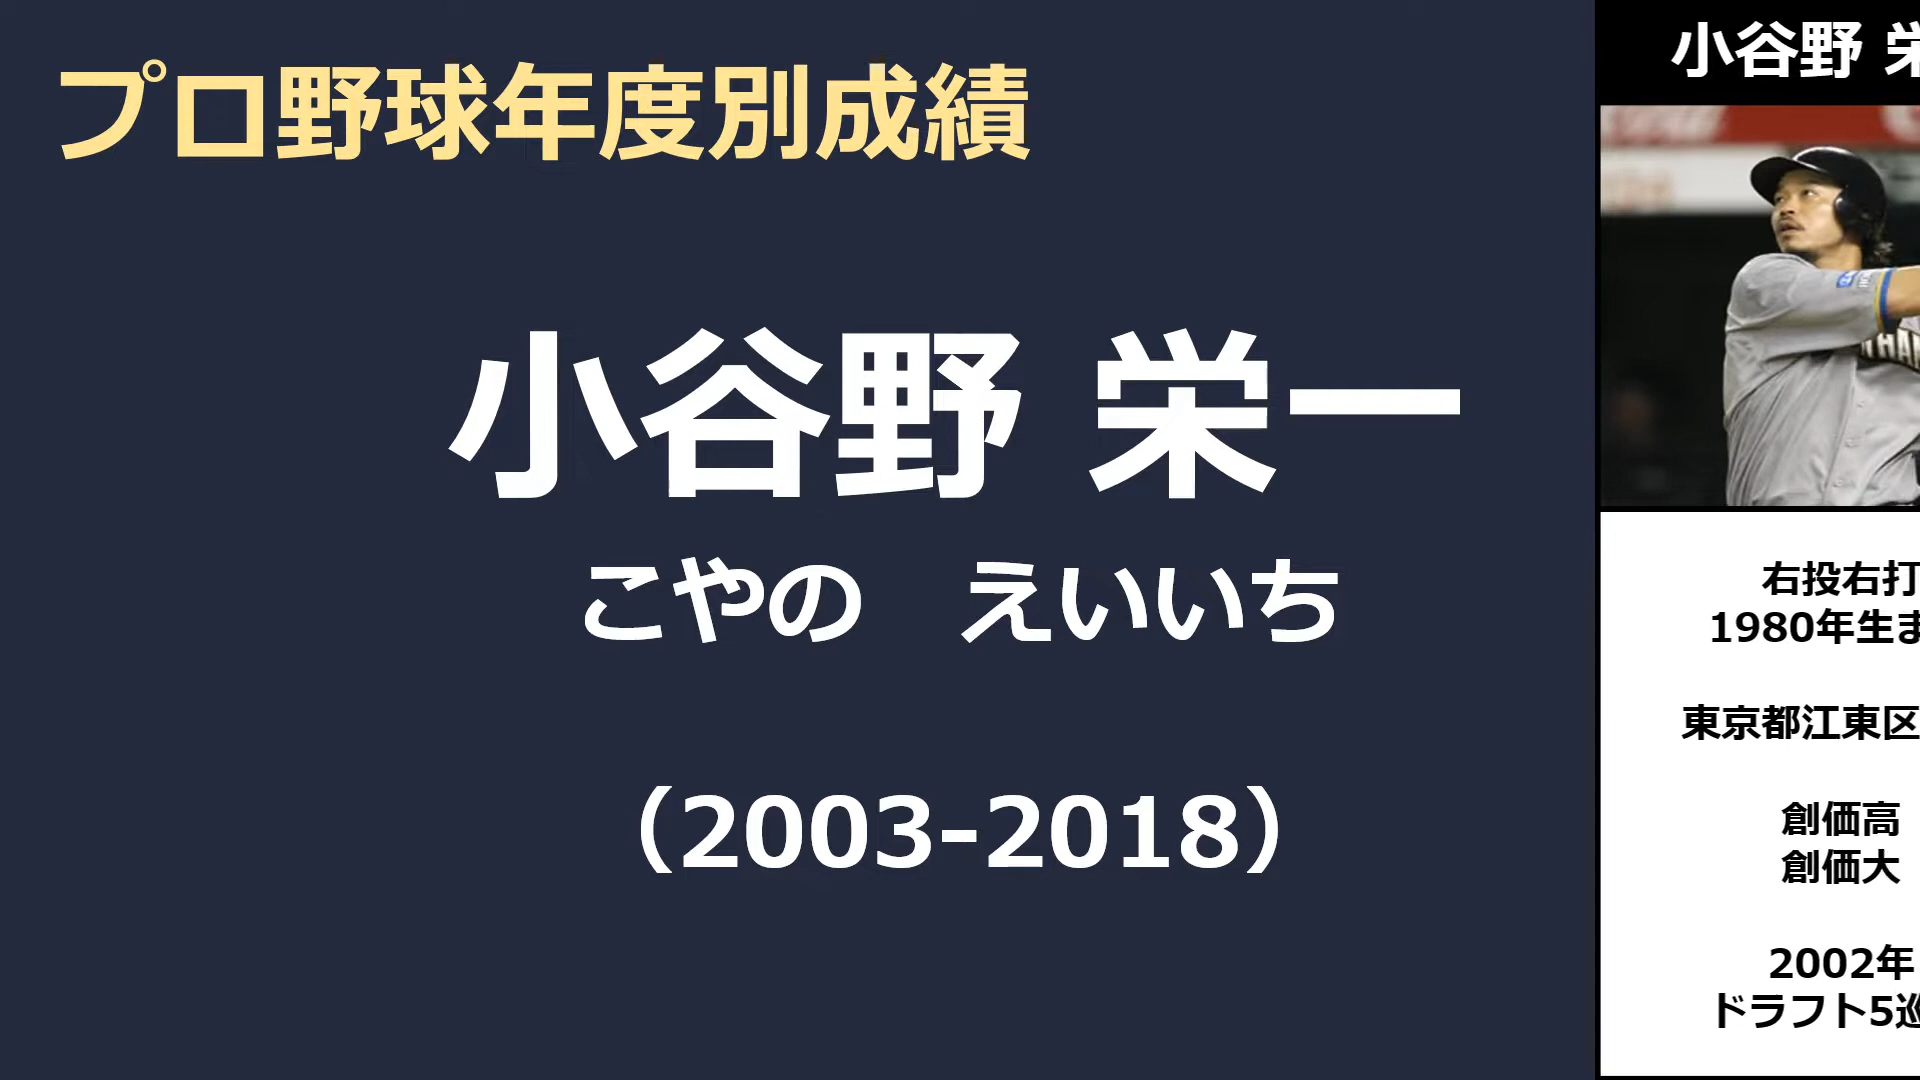 プロ野球年度別成績
小谷野 栄一
こやの　えいいち
（2003-2018）
小谷野 栄
右投右打
1980年生ま
東京都江東区
創価高
創価大
2002年
ドラフト5巡